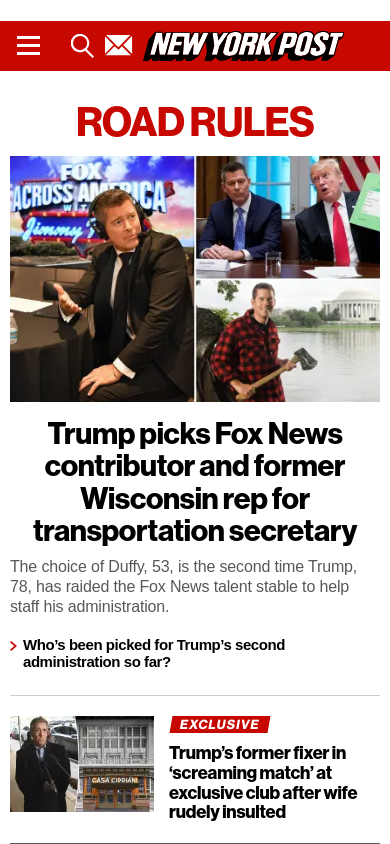 NEW YORK POST
ROAD RULES
FOX
ACROSS AMERICA
Jimmy
Trump picks Fox News
contributor and former
Wisconsin rep for
transportation secretary
The choice of Duffy, 53, is the second time Trump,
78, has raided the Fox News talent stable to help
staff his administration.
Who’s been picked for Trump’s second
administration so far?
EXCLUSIVE
CASA CIPRIANI
Trump’s former fixer in
‘screaming match’ at
exclusive club after wife
rudely insulted